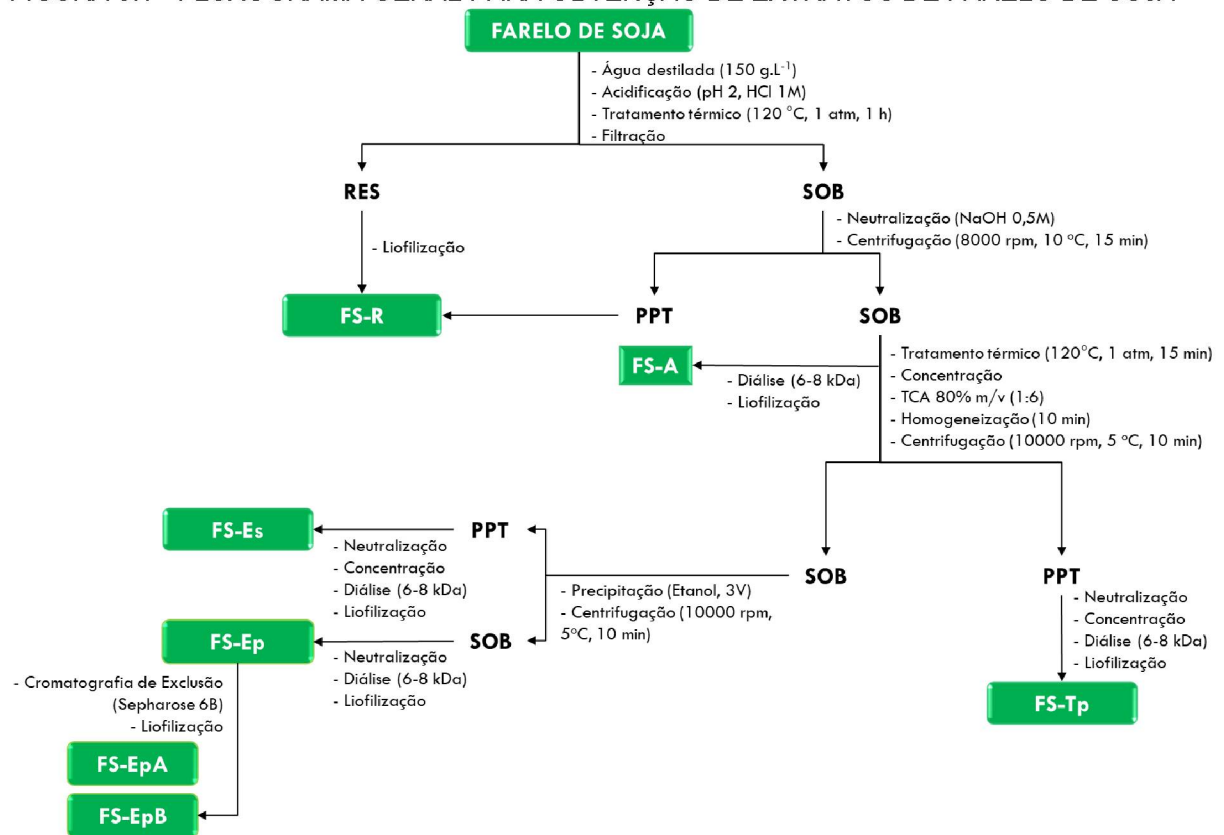 FARELO DE SOJA
- Água destilada (150 g.L⁻¹)
- Acidificação (pH 2, HCl 1M)
- Tratamento térmico (120 °C, 1 atm, 1 h)
- Filtração
RES
SOB
- Liofilização
- Neutralização (NaOH 0,5M)
- Centrifugação (8000 rpm, 10 °C, 15 min)
FS-R
PPT
SOB
FS-A
- Diálise (6-8 kDa)
- Liofilização
- Tratamento térmico (120°C, 1 atm, 15 min)
- Concentração
- TCA 80% m/v (1:6)
- Homogeneização (10 min)
- Centrifugação (10000 rpm, 5 °C, 10 min)
FS-Es
PPT
- Neutralização
- Concentração
- Diálise (6-8 kDa)
- Liofilização
- Precipitação (Etanol, 3V)
- Centrifugação (10000 rpm,
5°C, 10 min)
SOB
PPT
- Neutralização
- Concentração
- Diálise (6-8 kDa)
- Liofilização
FS-Tp
FS-Ep
SOB
- Neutralização
- Diálise (6-8 kDa)
- Liofilização
- Cromatografia de Exclusão
(Sepharose 6B)
- Liofilização
FS-EpA
FS-EpB